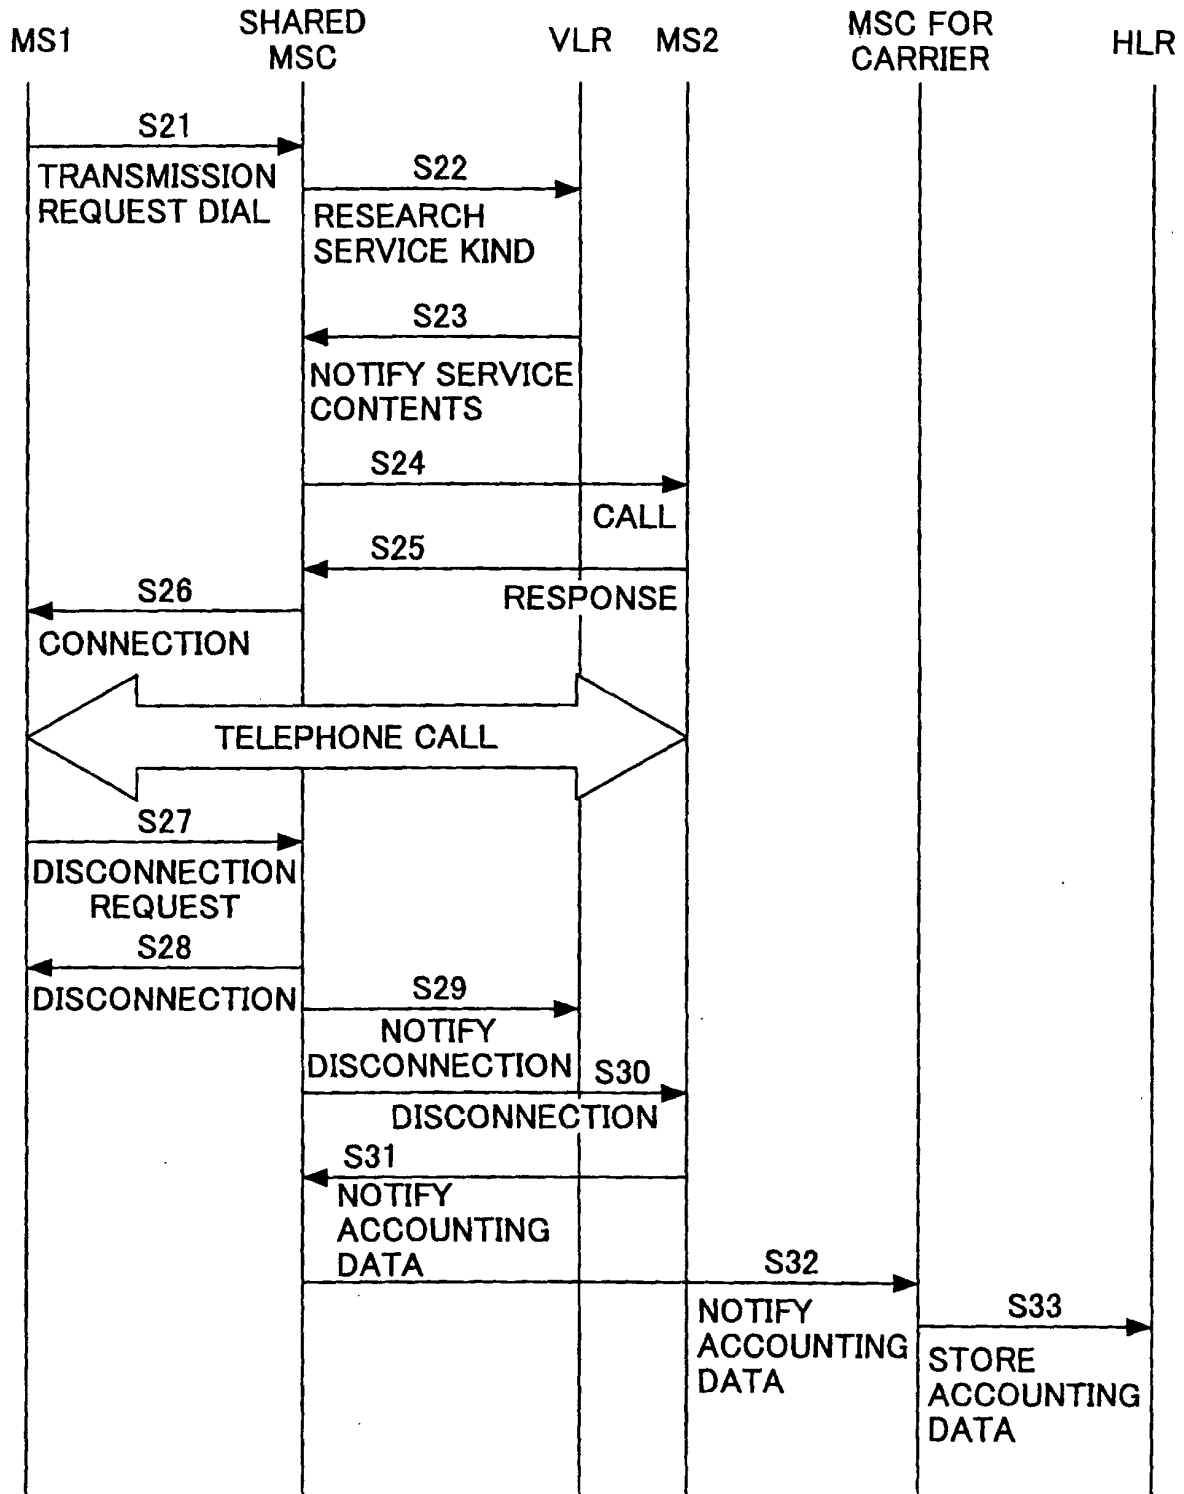 MS1
SHARED
MSC
VLR
MS2
MSC FOR
CARRIER
HLR
S21
TRANSMISSION
REQUEST DIAL
S22
RESEARCH
SERVICE KIND
S23
NOTIFY SERVICE
CONTENTS
S24
CALL
S25
RESPONSE
S26
CONNECTION
TELEPHONE CALL
S27
DISCONNECTION
REQUEST
S28
DISCONNECTION
S29
NOTIFY
DISCONNECTION
S30
DISCONNECTION
S31
NOTIFY
ACCOUNTING
DATA
S32
NOTIFY
ACCOUNTING
DATA
S33
STORE
ACCOUNTING
DATA